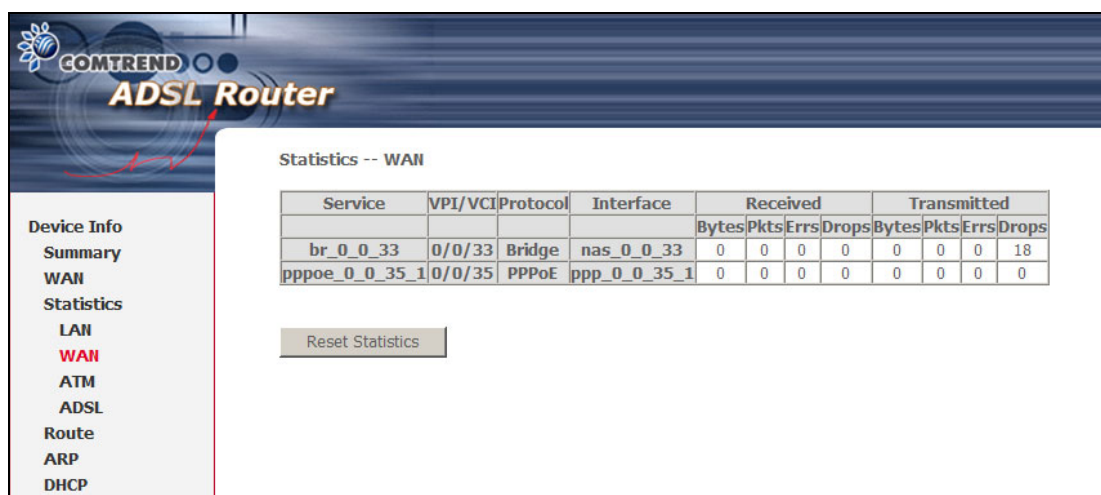 COMTREND
ADSL Router
Statistics -- WAN
Service VPI/VCI Protocol Interface Received Transmitted
Bytes Pkts Errs Drops Bytes Pkts Errs Drops
br_0_0_33 0/0/33 Bridge nas_0_0_33 0 0 0 0 0 0 0 18
pppoe_0_0_35_1 0/0/35 PPPoE ppp_0_0_35_1 0 0 0 0 0 0 0 0
Reset Statistics
Device Info
Summary
WAN
Statistics
LAN
WAN
ATM
ADSL
Route
ARP
DHCP